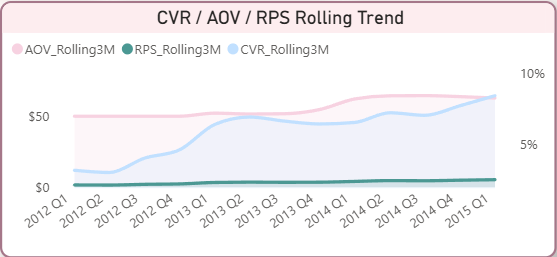 CVR / AOV / RPS Rolling Trend
AOV_Rolling3M RPS_Rolling3M CVR_Rolling3M
10%
$50
5%
$0
2012 Q1 2012 Q2 2012 Q3 2012 Q4 2013 Q1 2013 Q2 2013 Q3 2013 Q4 2014 Q1 2014 Q2 2014 Q3 2014 Q4 2015 Q1